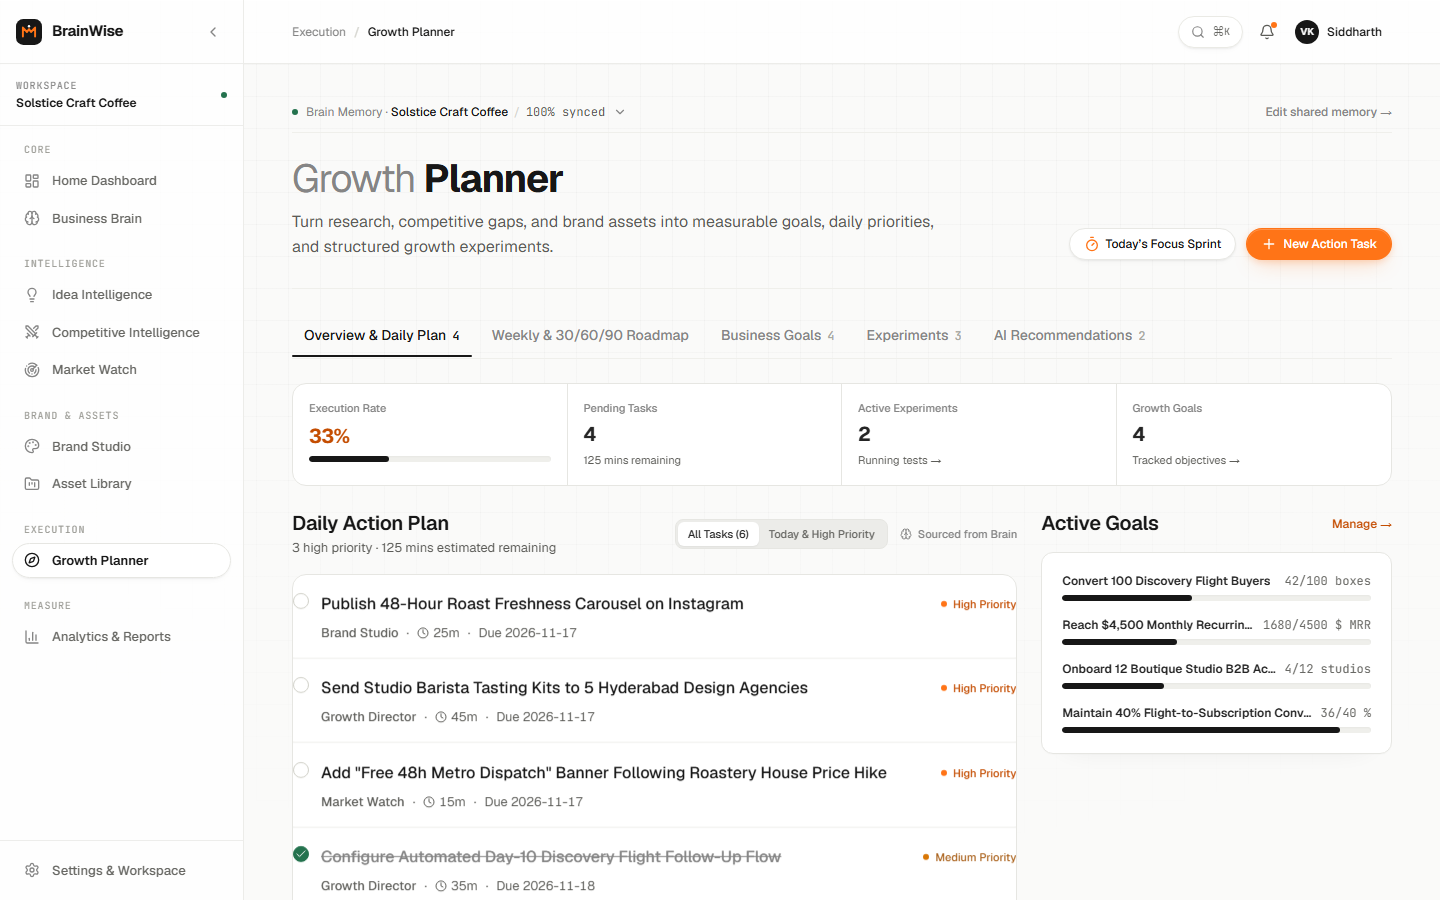 BrainWise
Execution / Growth Planner
⌘K
VK
Siddharth
WORKSPACE
Solstice Craft Coffee
CORE
Home Dashboard
Business Brain
INTELLIGENCE
Idea Intelligence
Competitive Intelligence
Market Watch
BRAND & ASSETS
Brand Studio
Asset Library
EXECUTION
Growth Planner
MEASURE
Analytics & Reports
Settings & Workspace
Brain Memory · Solstice Craft Coffee / 100% synced
Edit shared memory →
Growth Planner
Turn research, competitive gaps, and brand assets into measurable goals, daily priorities,
and structured growth experiments.
Today's Focus Sprint
New Action Task
Overview & Daily Plan 4
Weekly & 30/60/90 Roadmap
Business Goals 4
Experiments 3
AI Recommendations 2
Execution Rate
33%
Pending Tasks
4
125 mins remaining
Active Experiments
2
Running tests →
Growth Goals
4
Tracked objectives →
Daily Action Plan
3 high priority · 125 mins estimated remaining
All Tasks (6)
Today & High Priority
Sourced from Brain
Publish 48-Hour Roast Freshness Carousel on Instagram
High Priority
Brand Studio · 25m · Due 2026-11-17
Send Studio Barista Tasting Kits to 5 Hyderabad Design Agencies
High Priority
Growth Director · 45m · Due 2026-11-17
Add "Free 48h Metro Dispatch" Banner Following Roastery House Price Hike
High Priority
Market Watch · 15m · Due 2026-11-17
Configure Automated Day-10 Discovery Flight Follow-Up Flow
Medium Priority
Growth Director · 35m · Due 2026-11-18
Active Goals
Manage →
Convert 100 Discovery Flight Buyers 42/100 boxes
Reach $4,500 Monthly Recurrin... 1680/4500 $ MRR
Onboard 12 Boutique Studio B2B Ac... 4/12 studios
Maintain 40% Flight-to-Subscription Conv... 36/40 %